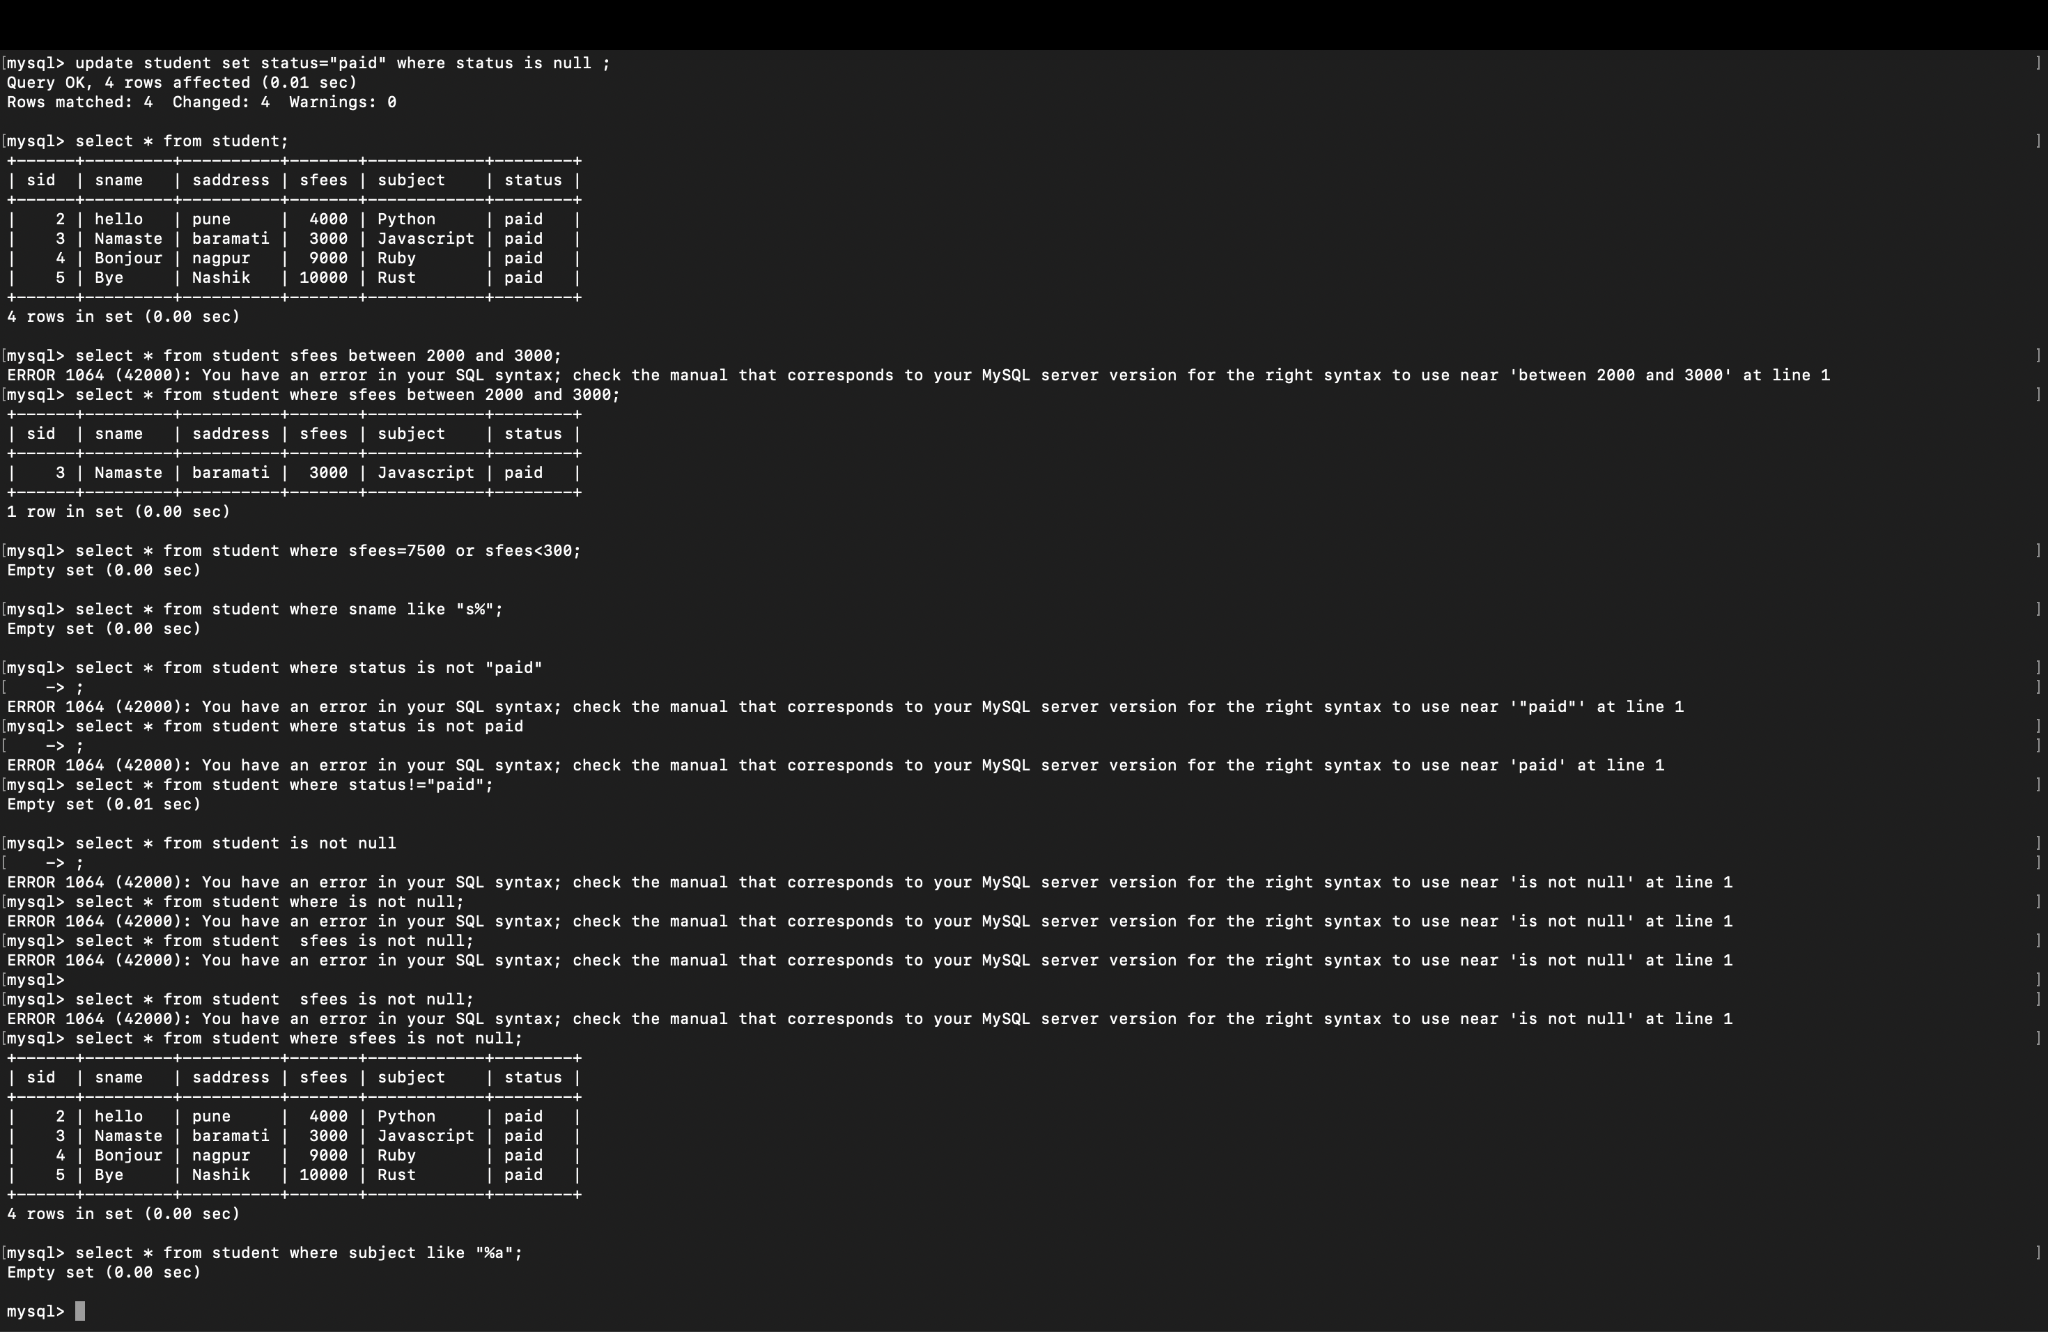 [mysql> update student set status="paid" where status is null ; ]
Query OK, 4 rows affected (0.01 sec)
Rows matched: 4  Changed: 4  Warnings: 0
[mysql> select * from student; ]
+------+---------+----------+-------+------------+--------+
| sid  | sname   | saddress | sfees | subject    | status |
+------+---------+----------+-------+------------+--------+
|    2 | hello   | pune     |  4000 | Python     | paid   |
|    3 | Namaste | baramati |  3000 | Javascript | paid   |
|    4 | Bonjour | nagpur   |  9000 | Ruby       | paid   |
|    5 | Bye     | Nashik   | 10000 | Rust       | paid   |
+------+---------+----------+-------+------------+--------+
4 rows in set (0.00 sec)
[mysql> select * from student sfees between 2000 and 3000; ]
ERROR 1064 (42000): You have an error in your SQL syntax; check the manual that corresponds to your MySQL server version for the right syntax to use near 'between 2000 and 3000' at line 1
[mysql> select * from student where sfees between 2000 and 3000; ]
+------+---------+----------+-------+------------+--------+
| sid  | sname   | saddress | sfees | subject    | status |
+------+---------+----------+-------+------------+--------+
|    3 | Namaste | baramati |  3000 | Javascript | paid   |
+------+---------+----------+-------+------------+--------+
1 row in set (0.00 sec)
[mysql> select * from student where sfees=7500 or sfees<300; ]
Empty set (0.00 sec)
[mysql> select * from student where sname like "s%"; ]
Empty set (0.00 sec)
[mysql> select * from student where status is not "paid" ]
[    -> ; ]
ERROR 1064 (42000): You have an error in your SQL syntax; check the manual that corresponds to your MySQL server version for the right syntax to use near '"paid"' at line 1
[mysql> select * from student where status is not paid ]
[    -> ; ]
ERROR 1064 (42000): You have an error in your SQL syntax; check the manual that corresponds to your MySQL server version for the right syntax to use near 'paid' at line 1
[mysql> select * from student where status!="paid"; ]
Empty set (0.01 sec)
[mysql> select * from student is not null ]
[    -> ; ]
ERROR 1064 (42000): You have an error in your SQL syntax; check the manual that corresponds to your MySQL server version for the right syntax to use near 'is not null' at line 1
[mysql> select * from student where is not null; ]
ERROR 1064 (42000): You have an error in your SQL syntax; check the manual that corresponds to your MySQL server version for the right syntax to use near 'is not null' at line 1
[mysql> select * from student  sfees is not null; ]
ERROR 1064 (42000): You have an error in your SQL syntax; check the manual that corresponds to your MySQL server version for the right syntax to use near 'is not null' at line 1
[mysql> ]
[mysql> select * from student  sfees is not null; ]
ERROR 1064 (42000): You have an error in your SQL syntax; check the manual that corresponds to your MySQL server version for the right syntax to use near 'is not null' at line 1
[mysql> select * from student where sfees is not null; ]
+------+---------+----------+-------+------------+--------+
| sid  | sname   | saddress | sfees | subject    | status |
+------+---------+----------+-------+------------+--------+
|    2 | hello   | pune     |  4000 | Python     | paid   |
|    3 | Namaste | baramati |  3000 | Javascript | paid   |
|    4 | Bonjour | nagpur   |  9000 | Ruby       | paid   |
|    5 | Bye     | Nashik   | 10000 | Rust       | paid   |
+------+---------+----------+-------+------------+--------+
4 rows in set (0.00 sec)
[mysql> select * from student where subject like "%a"; ]
Empty set (0.00 sec)
mysql>